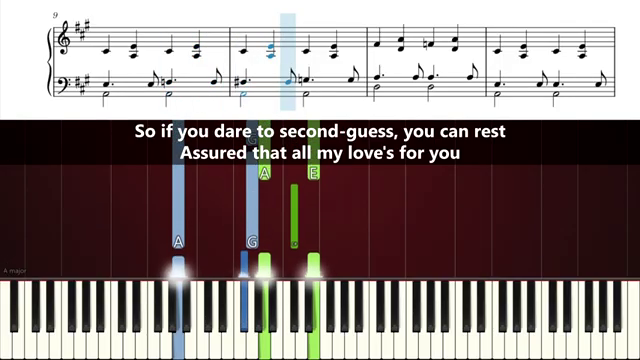 9
So if you dare to second-guess, you can rest
Assured that all my love's for you
A E
A G
A major